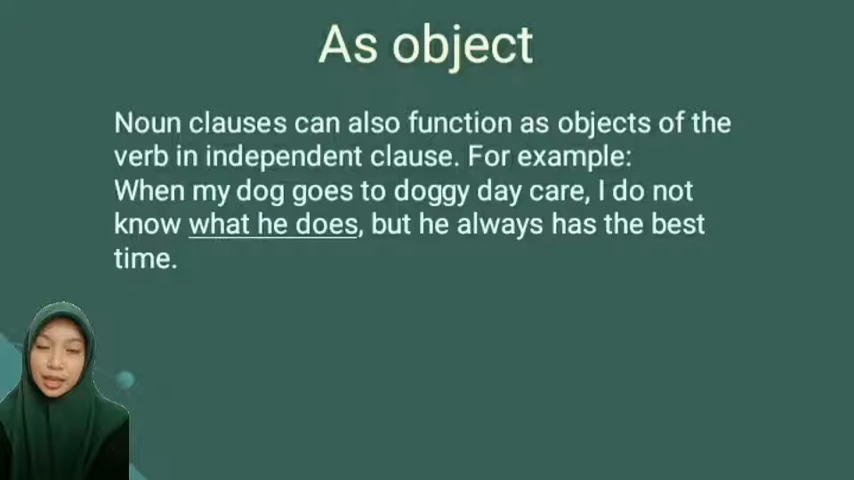 As object
Noun clauses can also function as objects of the
verb in independent clause. For example:
When my dog goes to doggy day care, I do not
know what he does, but he always has the best
time.